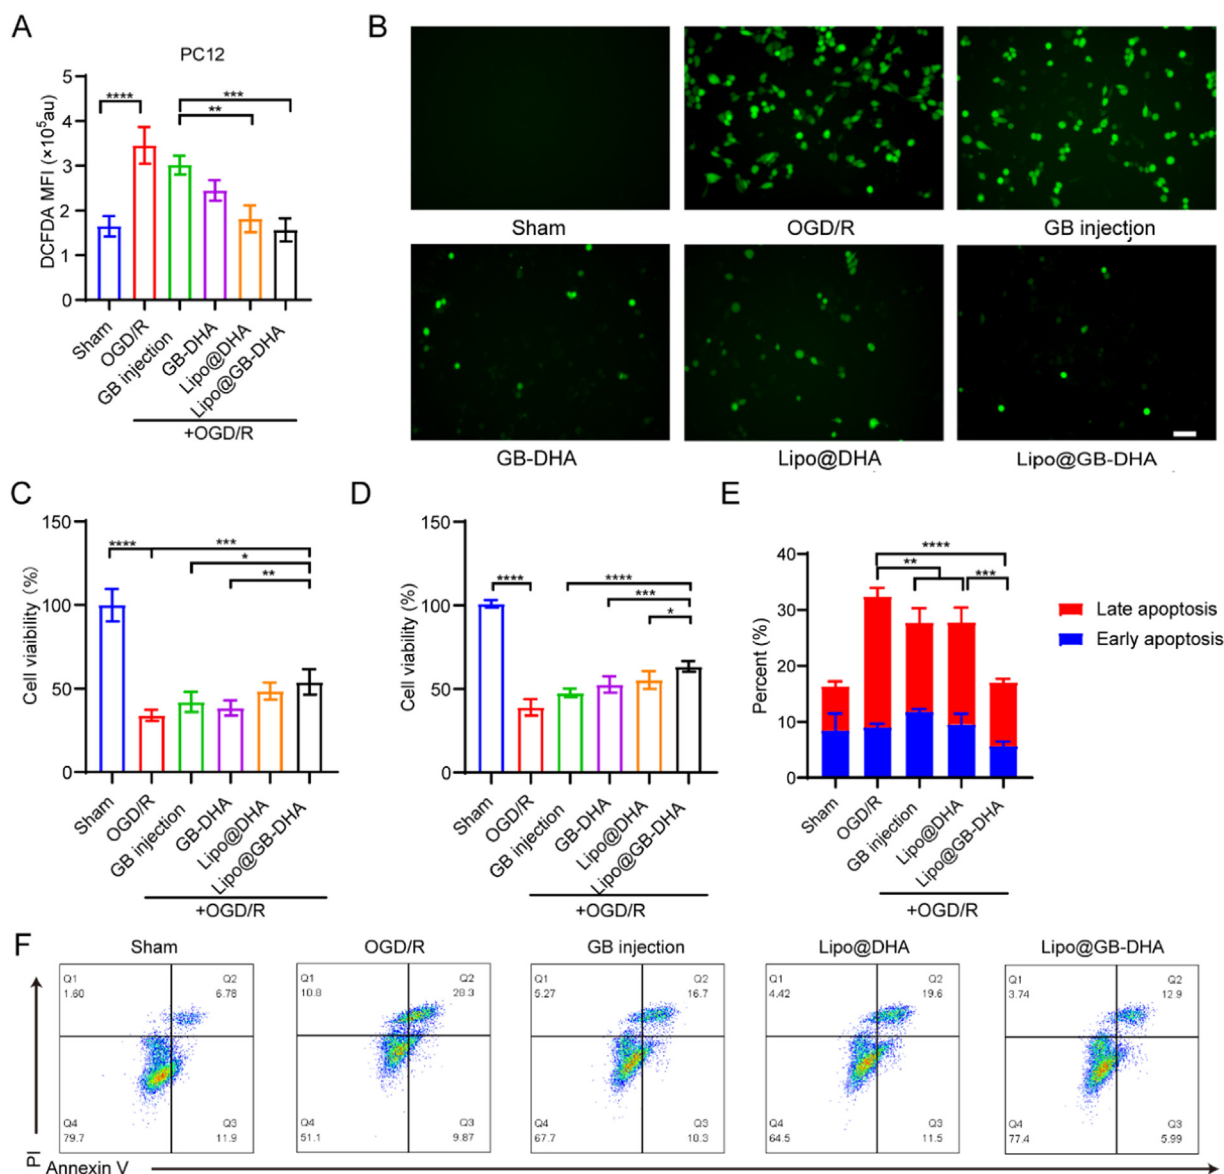 A
PC12
DCFDA MFI (×10⁵au)
5
4
3
2
1
0
****
***
**
Sham
OGD/R
GB injection
GB-DHA
Lipo@DHA
Lipo@GB-DHA
+OGD/R
B
Sham
OGD/R
GB injection
GB-DHA
Lipo@DHA
Lipo@GB-DHA
C
Cell viaibility (%)
150
100
50
0
****
***
*
**
Sham
OGD/R
GB injection
GB-DHA
Lipo@DHA
Lipo@GB-DHA
+OGD/R
D
Cell viability (%)
150
100
50
0
****
****
***
*
Sham
OGD/R
GB injection
GB-DHA
Lipo@DHA
Lipo@GB-DHA
+OGD/R
E
Percent (%)
40
30
20
10
0
****
**
***
Late apoptosis
Early apoptosis
Sham
OGD/R
GB injection
Lipo@DHA
Lipo@GB-DHA
+OGD/R
F
Sham
Q1
1.60
Q2
6.78
Q4
79.7
Q3
11.9
OGD/R
Q1
10.8
Q2
28.3
Q4
51.1
Q3
9.87
GB injection
Q1
5.27
Q2
16.7
Q4
67.7
Q3
10.3
Lipo@DHA
Q1
4.42
Q2
19.6
Q4
64.5
Q3
11.5
Lipo@GB-DHA
Q1
3.74
Q2
12.9
Q4
77.4
Q3
5.99
PI
Annexin V